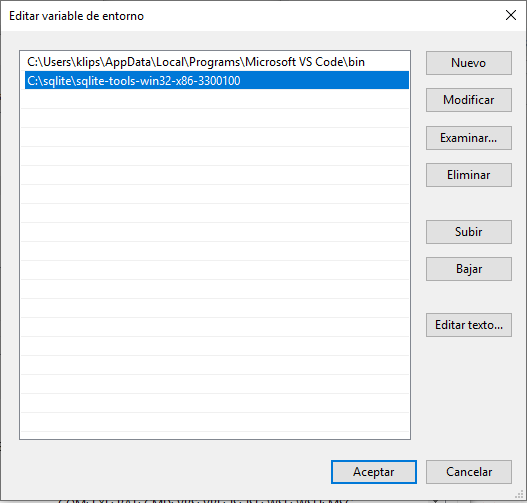 Editar variable de entorno
C:\Users\klips\AppData\Local\Programs\Microsoft VS Code\bin
C:\sqlite\sqlite-tools-win32-x86-3300100
Nuevo
Modificar
Examinar...
Eliminar
Subir
Bajar
Editar texto...
Aceptar
Cancelar